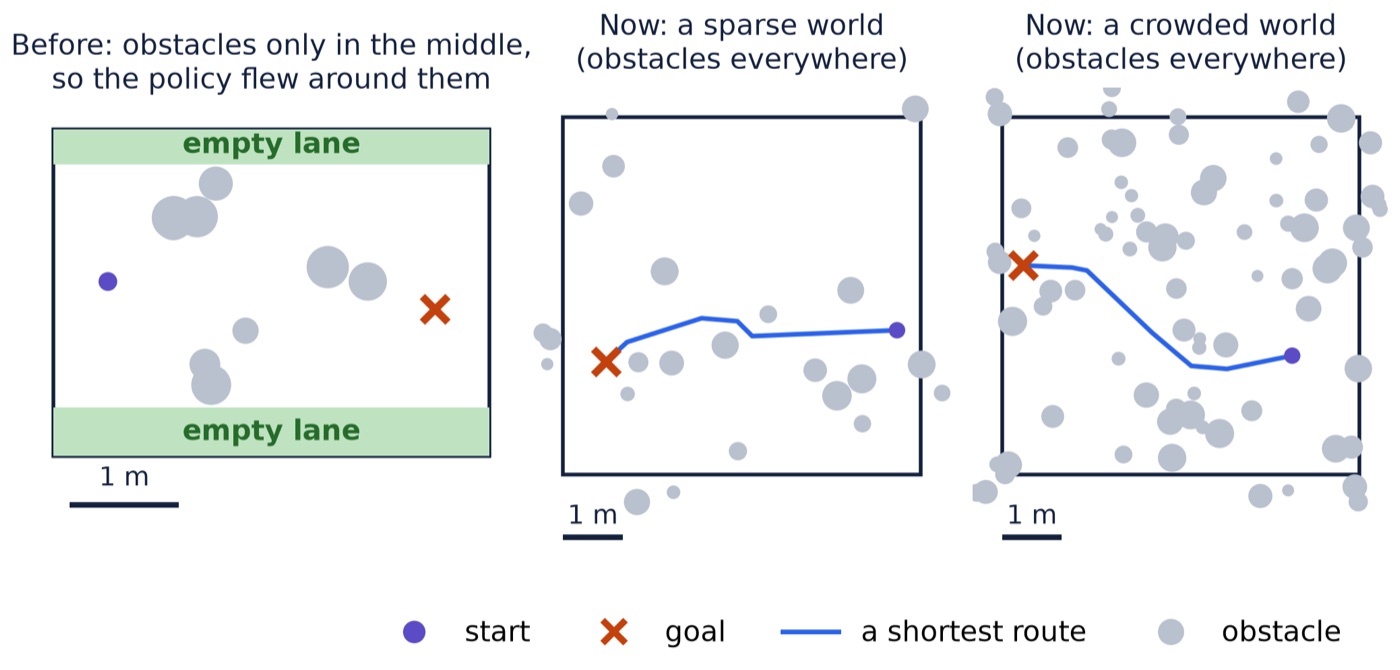 Before: obstacles only in the middle,
so the policy flew around them
empty lane
empty lane
1 m
Now: a sparse world
(obstacles everywhere)
1 m
Now: a crowded world
(obstacles everywhere)
1 m
start
goal
a shortest route
obstacle